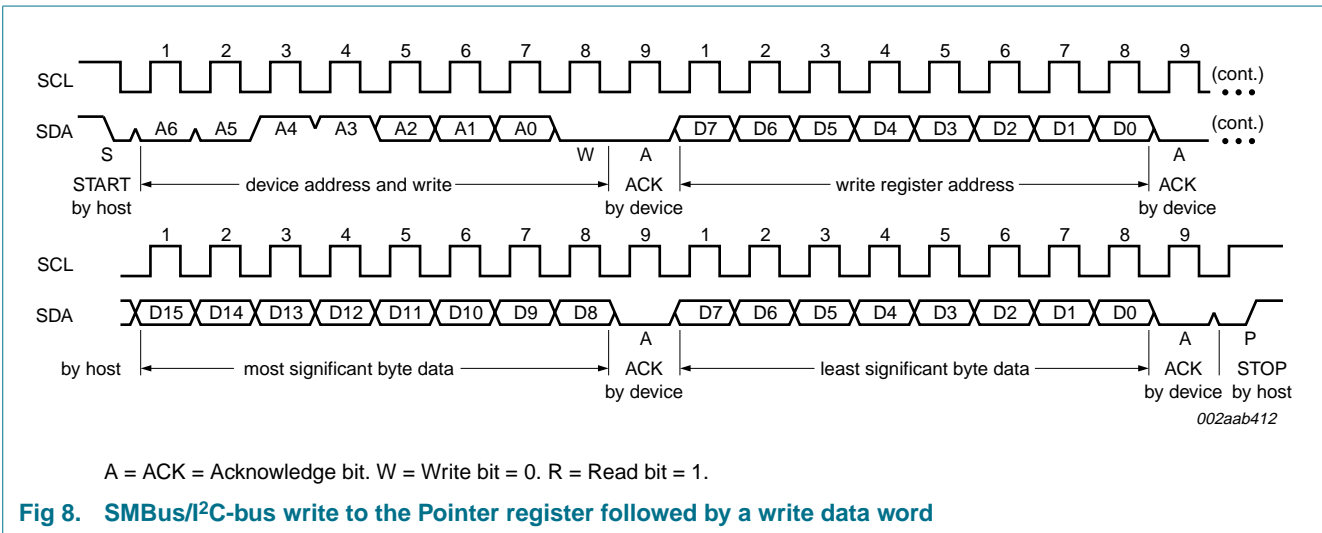 1 2 3 4 5 6 7 8 9 1 2 3 4 5 6 7 8 9
SCL (cont.)
SDA A6 A5 A4 A3 A2 A1 A0 D7 D6 D5 D4 D3 D2 D1 D0 (cont.)
S W A A
START device address and write ACK write register address ACK
by host by device by device
1 2 3 4 5 6 7 8 9 1 2 3 4 5 6 7 8 9
SCL
SDA D15 D14 D13 D12 D11 D10 D9 D8 D7 D6 D5 D4 D3 D2 D1 D0
A A P
by host most significant byte data ACK least significant byte data ACK STOP
by device by device by host
002aab412
A = ACK = Acknowledge bit. W = Write bit = 0. R = Read bit = 1.
Fig 8. SMBus/I²C-bus write to the Pointer register followed by a write data word